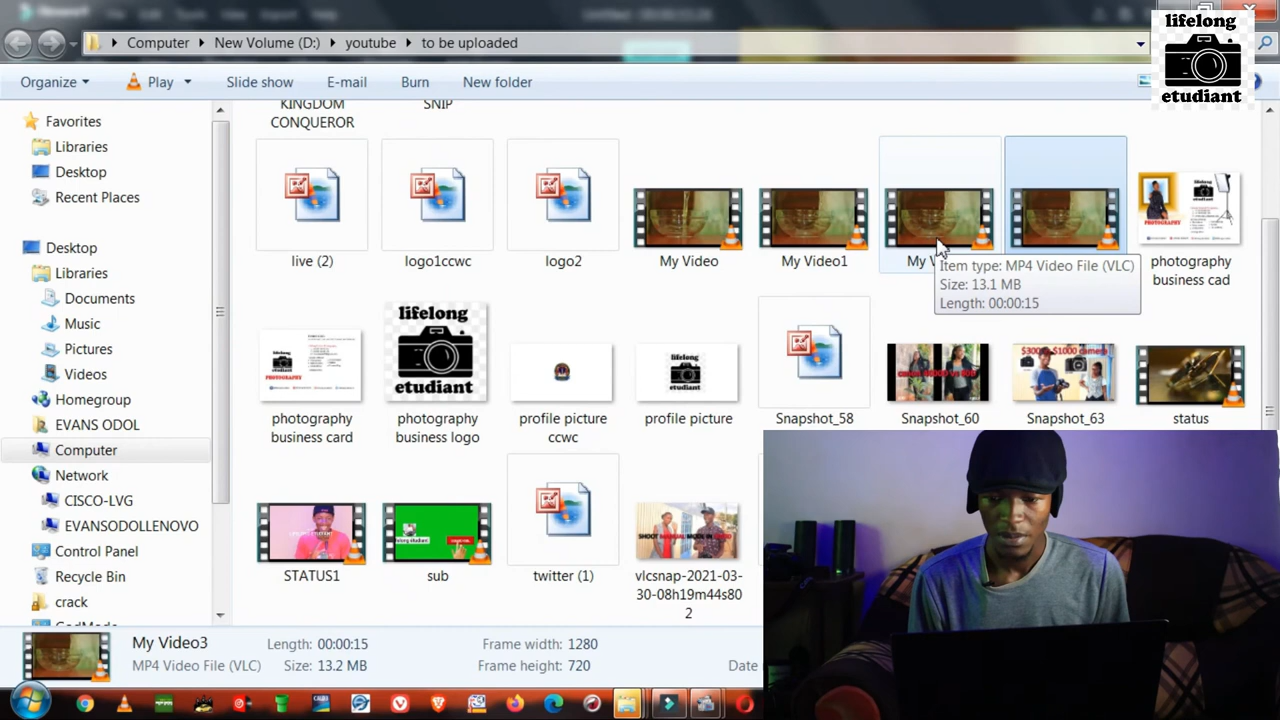 lifelong
etudiant
Computer
New Volume (D:)
youtube
to be uploaded
Organize
Play
Slide show
E-mail
Burn
New folder
Favorites
Libraries
Desktop
Recent Places
Desktop
Libraries
Documents
Music
Pictures
Videos
Homegroup
EVANS ODOL
Computer
Network
CISCO-LVG
EVANSODOLLENOVO
Control Panel
Recycle Bin
crack
KINGDOM
CONQUEROR
SNIP
live (2)
logo1ccwc
logo2
My Video
My Video1
My
Item type: MP4 Video File (VLC)
Size: 13.1 MB
Length: 00:00:15
photography
business cad
photography
business card
lifelong
etudiant
photography
business logo
profile picture
ccwc
profile picture
Snapshot_58
Snapshot_60
Snapshot_63
status
STATUS1
sub
twitter (1)
vlcsnap-2021-03-
30-08h19m44s80
2
My Video3
MP4 Video File (VLC)
Length: 00:00:15
Size: 13.2 MB
Frame width: 1280
Frame height: 720
Date